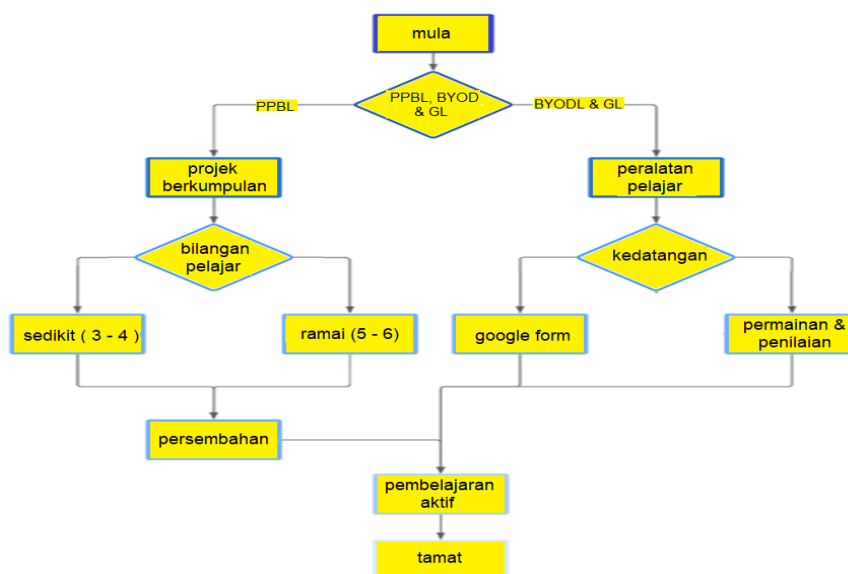 mula
PPBL, BYOD
& GL
PPBL
BYODL & GL
projek
berkumpulan
peralatan
pelajar
bilangan
pelajar
kedatangan
sedikit ( 3 - 4 )
ramai (5 - 6)
google form
permainan &
penilaian
persembahan
pembelajaran
aktif
tamat